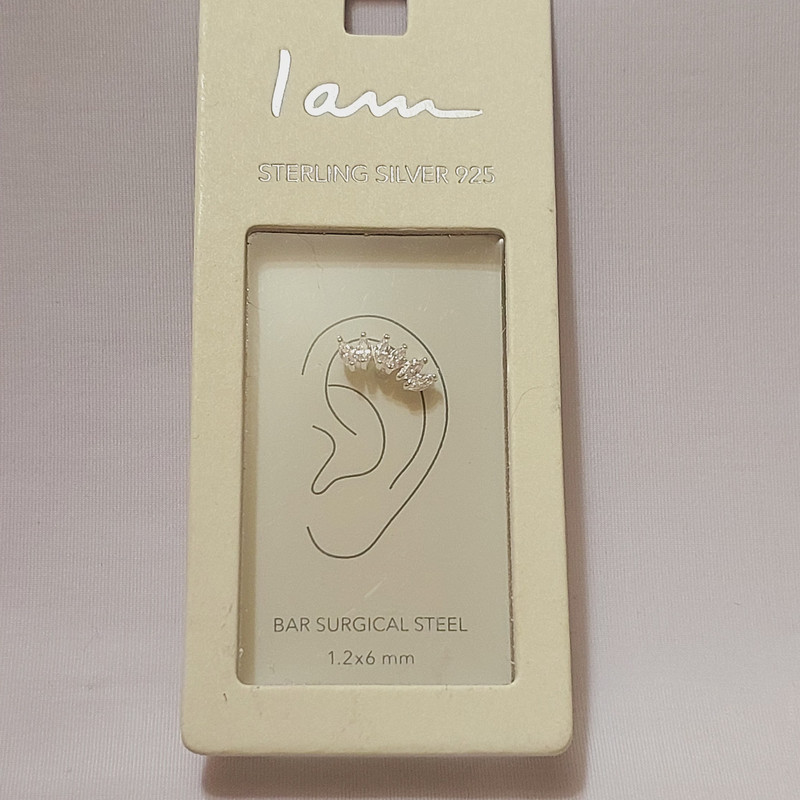 I am
STERLING SILVER 925
BAR SURGICAL STEEL
1.2x6 mm